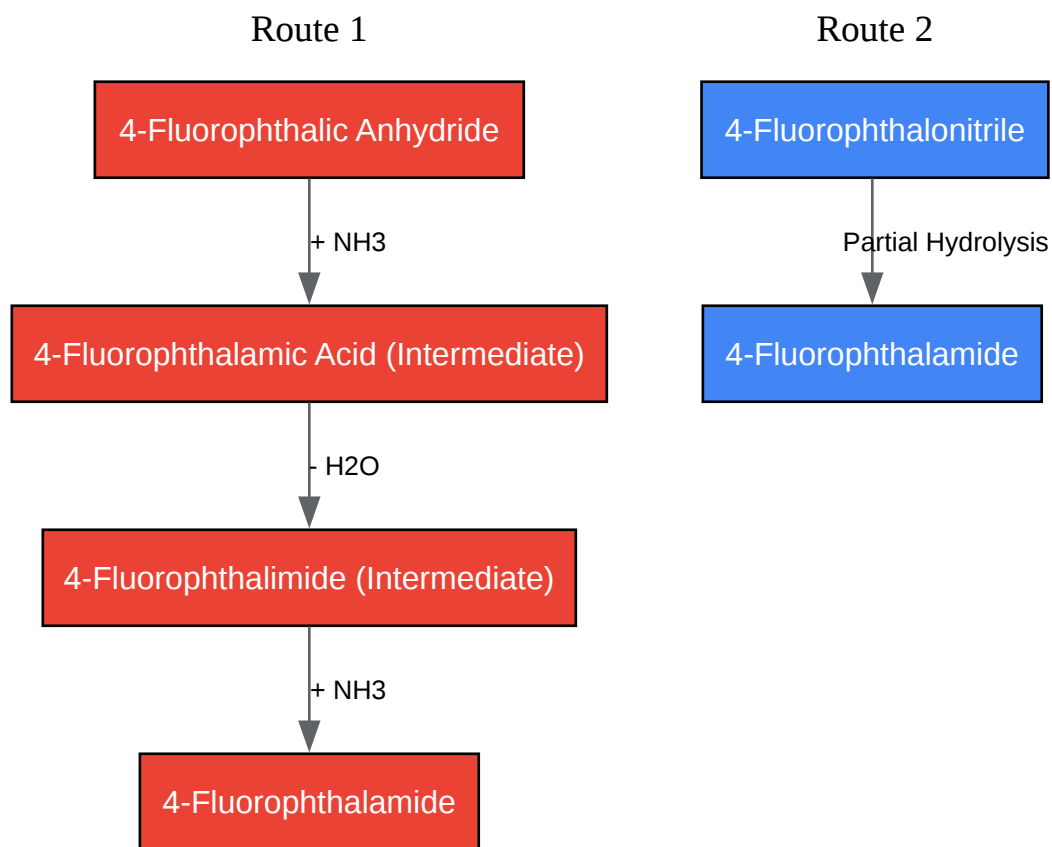 Route 1
4-Fluorophthalic Anhydride
+ NH3
4-Fluorophthalamic Acid (Intermediate)
- H2O
4-Fluorophthalimide (Intermediate)
+ NH3
4-Fluorophthalamide
Route 2
4-Fluorophthalonitrile
Partial Hydrolysis
4-Fluorophthalamide